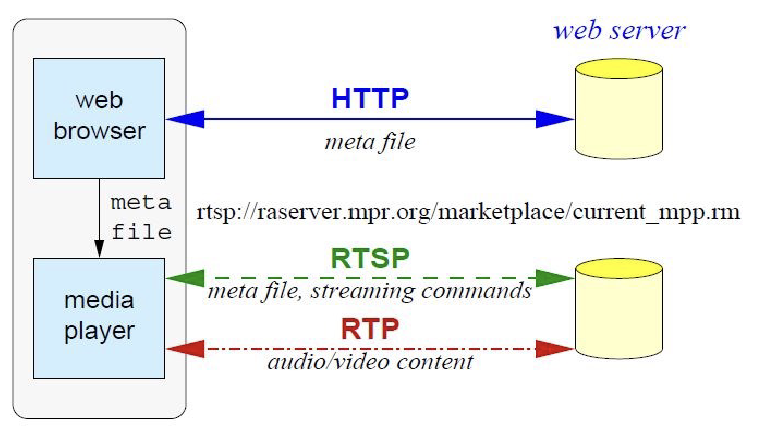 web server
web
browser
HTTP
meta file
meta
file
rtsp://raserver.mpr.org/marketplace/current_mpp.rm
RTSP
media
player
meta file, streaming commands
RTP
audio/video content